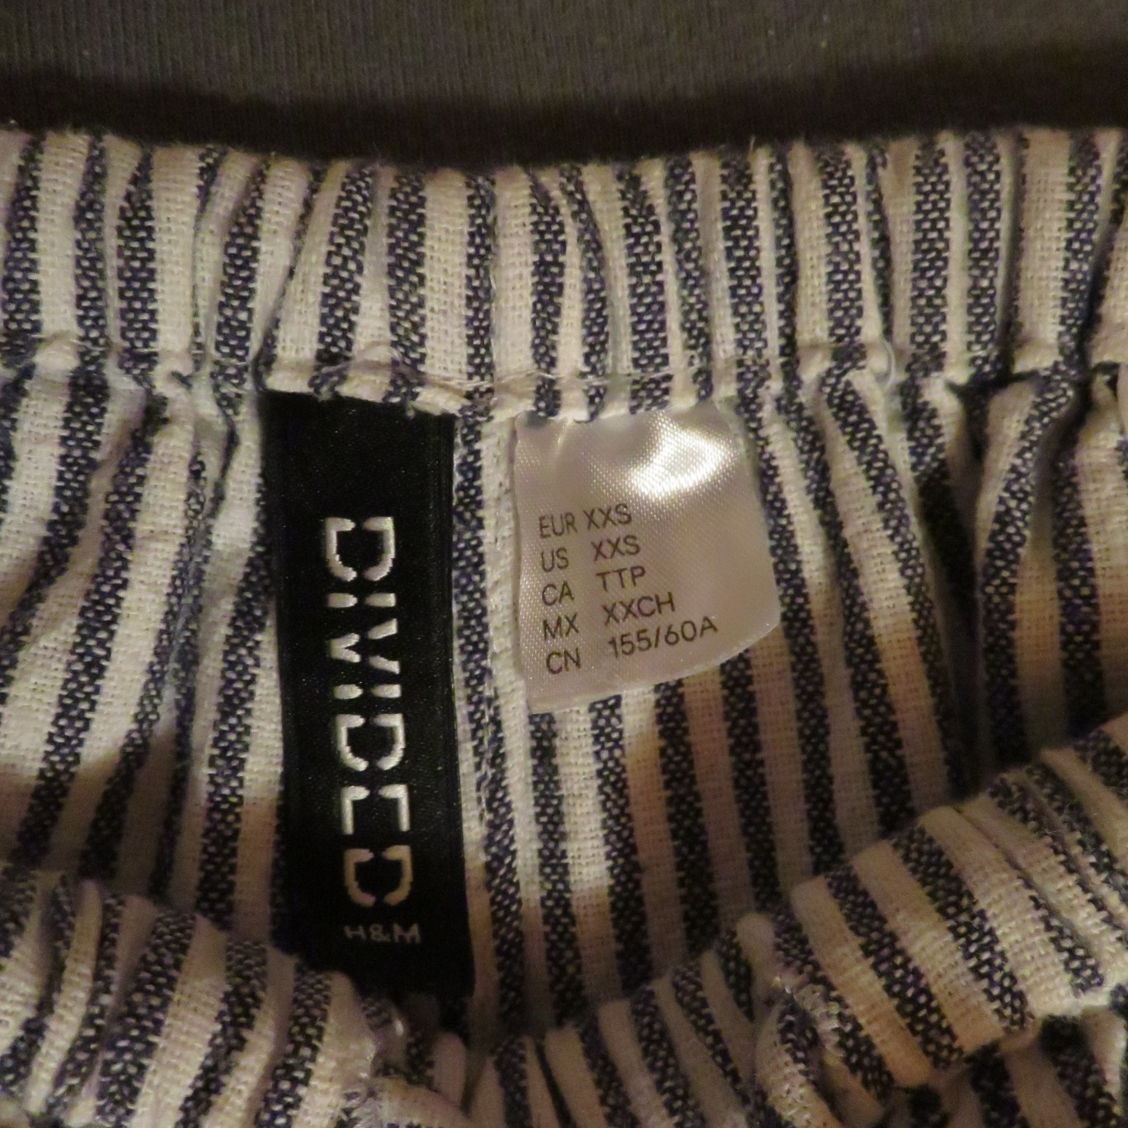 DIVIDED
H&M
EUR XXS
US XXS
CA TTP
MX XXCH
CN 155/60A